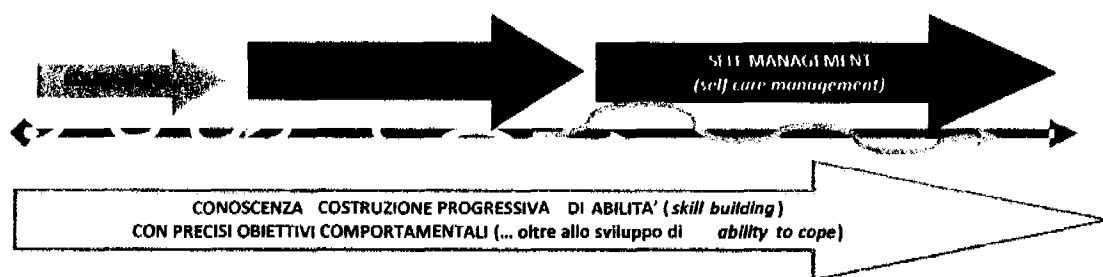 SELF MANAGEMENT
(self care management)
CONOSCENZA COSTRUZIONE PROGRESSIVA DI ABILITA' (skill building)
CON PRECISI OBIETTIVI COMPORTAMENTALI (... oltre allo sviluppo di ability to cope)